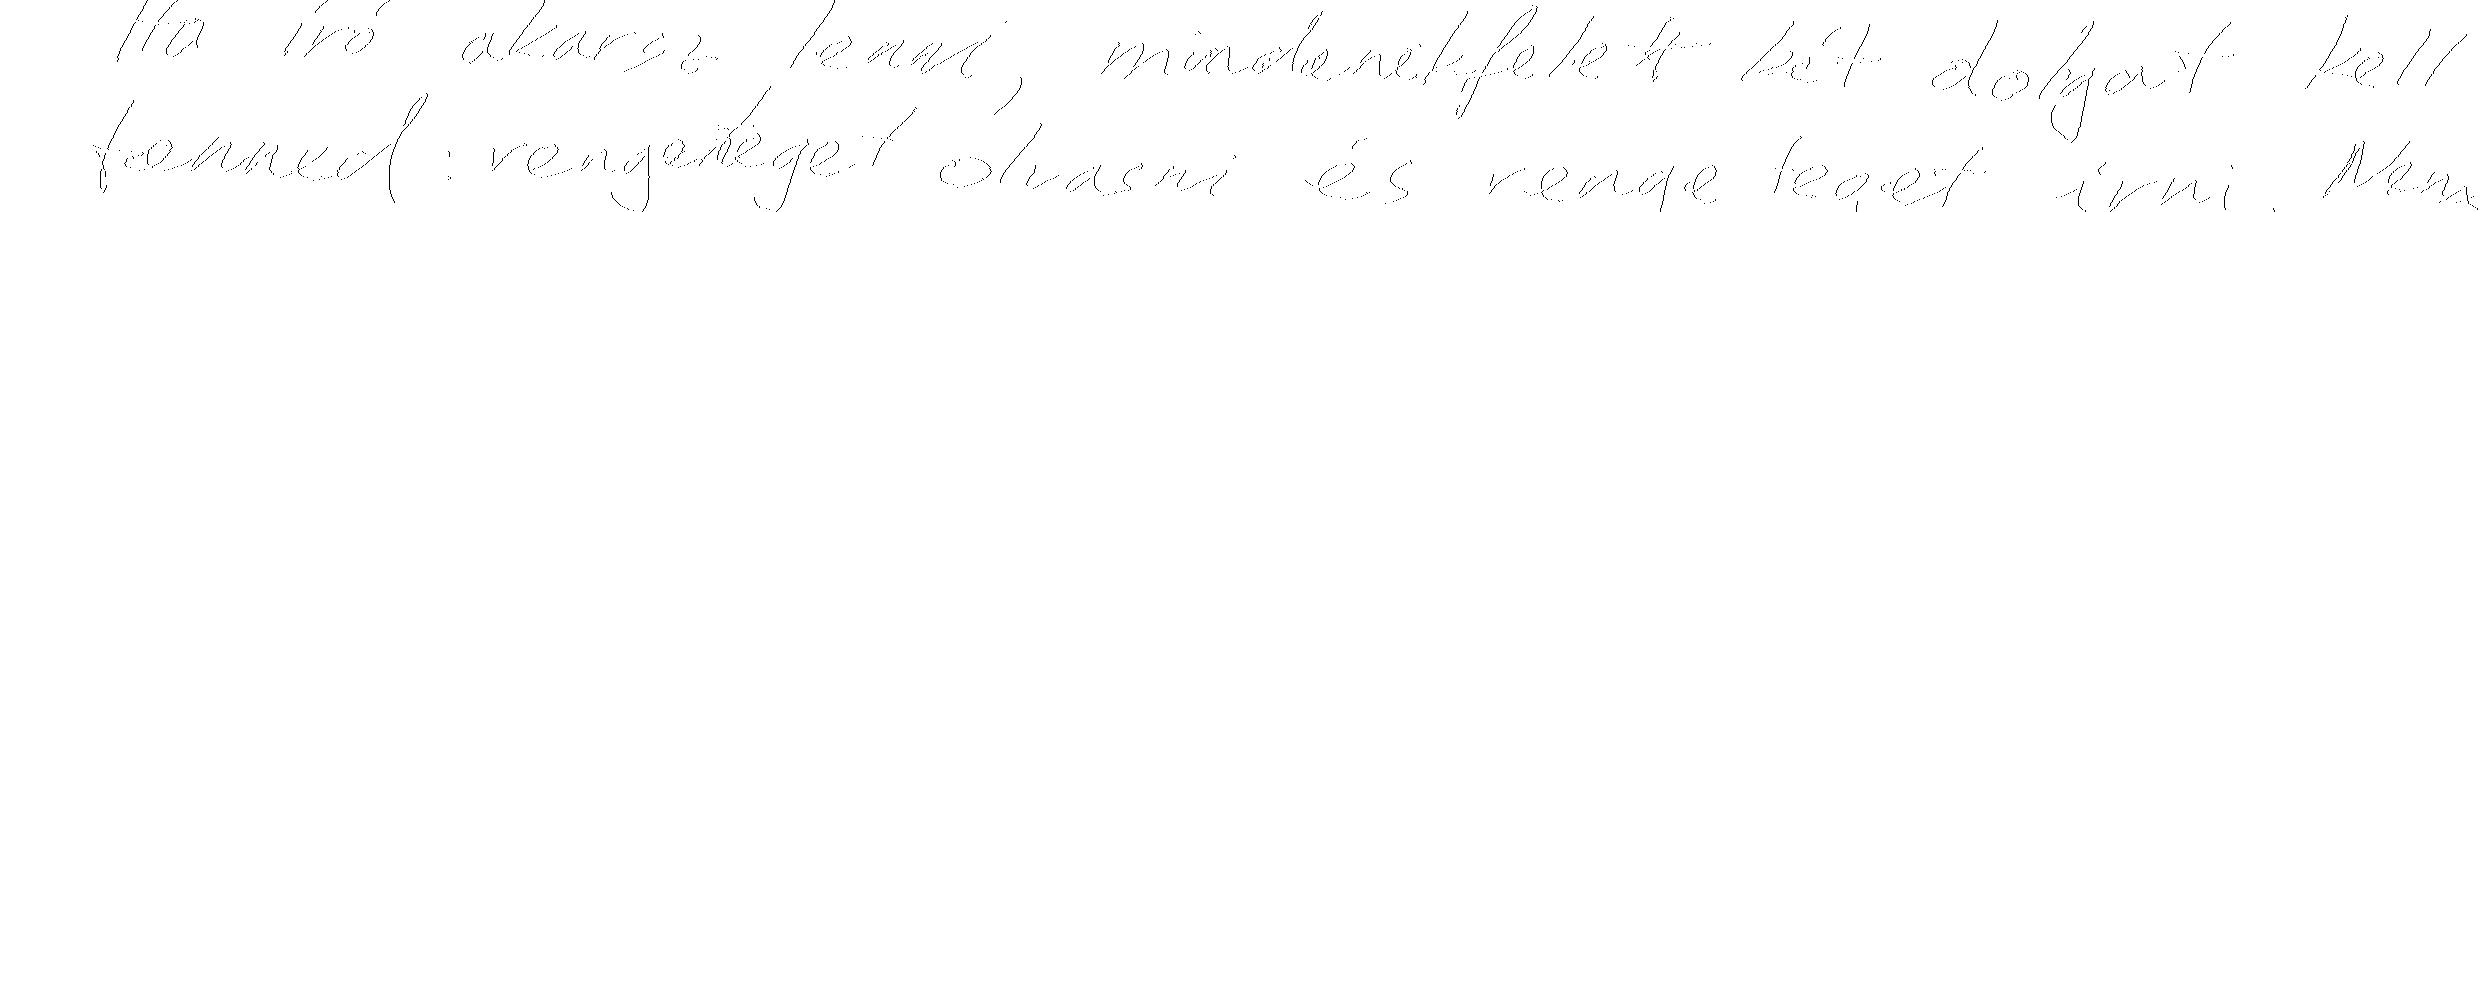 Ha író akarsz lenni, mindenekfelett két dolgot kell
tenned: rengeteget olvasni és rengeteget írni. Nem